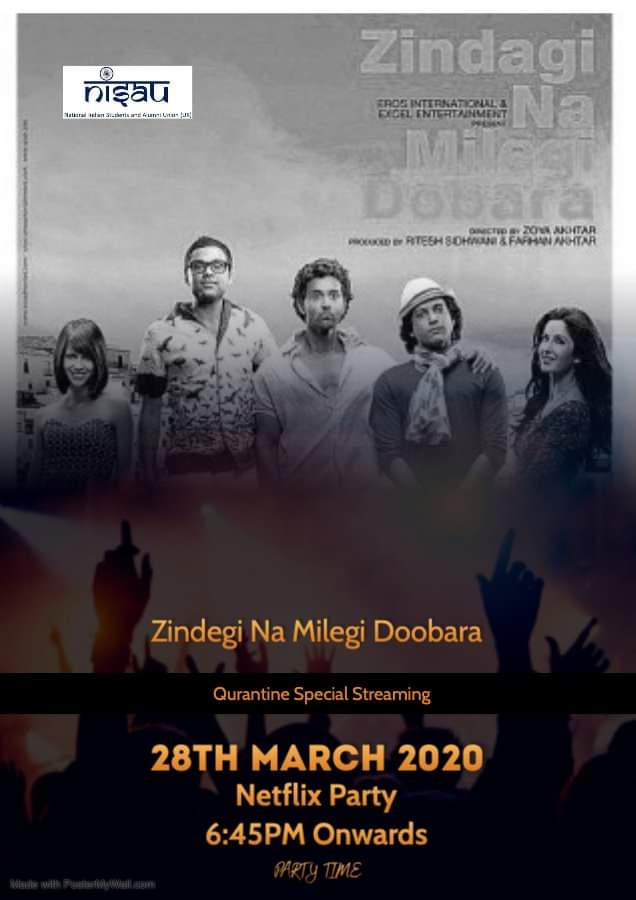 nisau
National Indian Students and Alumni Union (UK)
Zindagi
Na
Milegi
Dobara
EROS INTERNATIONAL &
EXCEL ENTERTAINMENT
PRESENT
DIRECTED BY ZOYA AKHTAR
PRODUCED BY RITESH SIDHWANI & FARHAN AKHTAR
Zindegi Na Milegi Doobara
Qurantine Special Streaming
28TH MARCH 2020
Netflix Party
6:45PM Onwards
PARTY TIME
Made with PosterMyWall.com